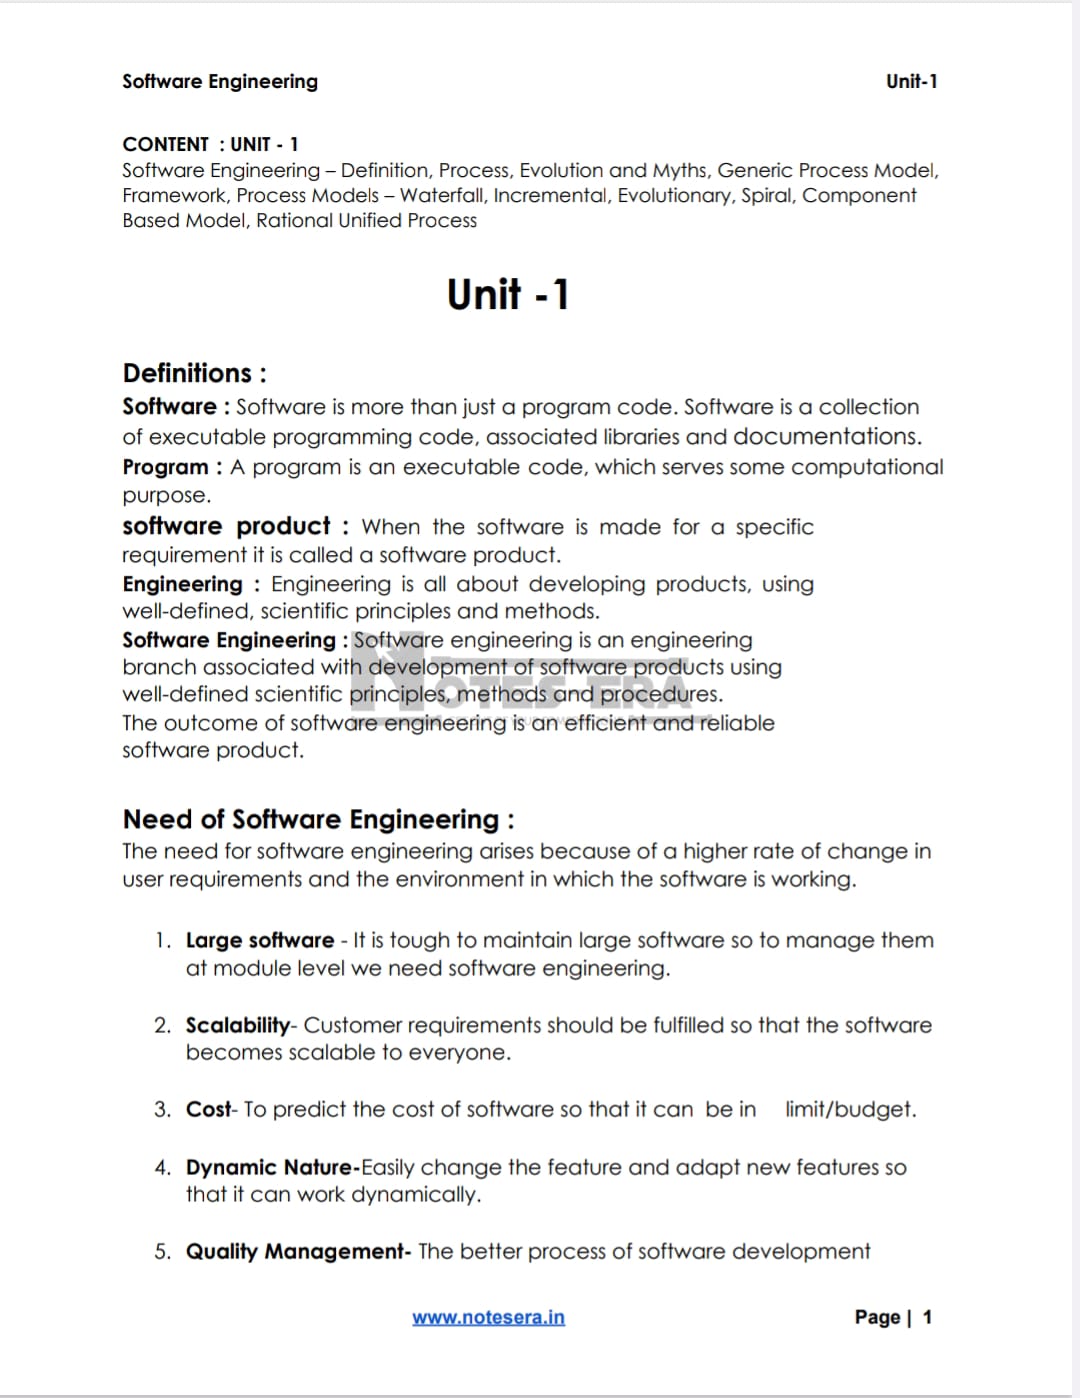 Software Engineering Unit-1
CONTENT : UNIT - 1
Software Engineering – Definition, Process, Evolution and Myths, Generic Process Model,
Framework, Process Models – Waterfall, Incremental, Evolutionary, Spiral, Component
Based Model, Rational Unified Process
Unit -1
Definitions :
Software : Software is more than just a program code. Software is a collection
of executable programming code, associated libraries and documentations.
Program : A program is an executable code, which serves some computational
purpose.
software product : When the software is made for a specific
requirement it is called a software product.
Engineering : Engineering is all about developing products, using
well-defined, scientific principles and methods.
Software Engineering : Software engineering is an engineering
branch associated with development of software products using
well-defined scientific principles, methods and procedures.
The outcome of software engineering is an efficient and reliable
software product.
NOTES ERA
Need of Software Engineering :
The need for software engineering arises because of a higher rate of change in
user requirements and the environment in which the software is working.
1. Large software - It is tough to maintain large software so to manage them
at module level we need software engineering.
2. Scalability- Customer requirements should be fulfilled so that the software
becomes scalable to everyone.
3. Cost- To predict the cost of software so that it can be in limit/budget.
4. Dynamic Nature-Easily change the feature and adapt new features so
that it can work dynamically.
5. Quality Management- The better process of software development
www.notesera.in Page | 1